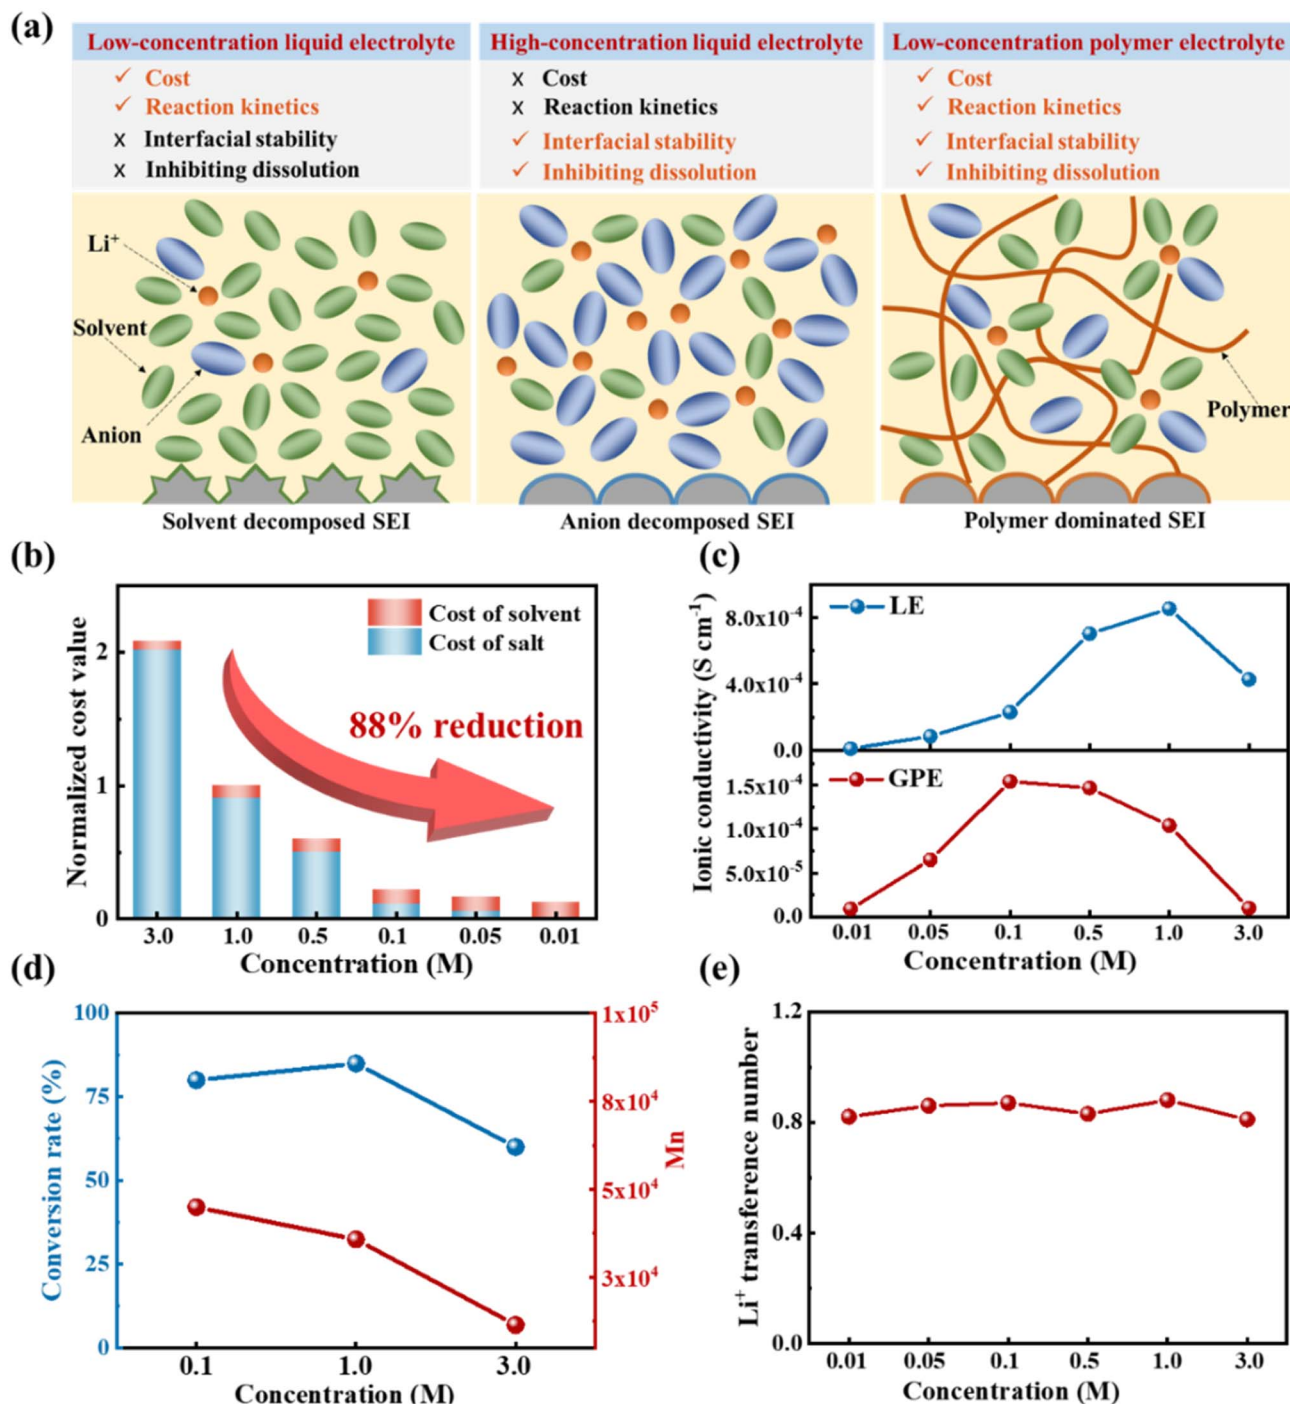 (a)
Low-concentration liquid electrolyte
✓ Cost
✓ Reaction kinetics
x Interfacial stability
x Inhibiting dissolution
High-concentration liquid electrolyte
x Cost
x Reaction kinetics
✓ Interfacial stability
✓ Inhibiting dissolution
Low-concentration polymer electrolyte
✓ Cost
✓ Reaction kinetics
✓ Interfacial stability
✓ Inhibiting dissolution
Li⁺
Solvent
Anion
Polymer
Solvent decomposed SEI
Anion decomposed SEI
Polymer dominated SEI
(b)
Normalized cost value
2
1
0
Cost of solvent
Cost of salt
88% reduction
3.0 1.0 0.5 0.1 0.05 0.01
Concentration (M)
(c)
Ionic conductivity (S cm⁻¹)
LE
8.0x10⁻⁴
4.0x10⁻⁴
0.0
GPE
1.5x10⁻⁴
1.0x10⁻⁴
5.0x10⁻⁵
0.0
0.01 0.05 0.1 0.5 1.0 3.0
Concentration (M)
(d)
Conversion rate (%)
100
75
50
25
0
1x10⁵
8x10⁴
5x10⁴
3x10⁴
Mn
0.1 1.0 3.0
Concentration (M)
(e)
Li⁺ transference number
1.2
0.8
0.4
0.0
0.01 0.05 0.1 0.5 1.0 3.0
Concentration (M)